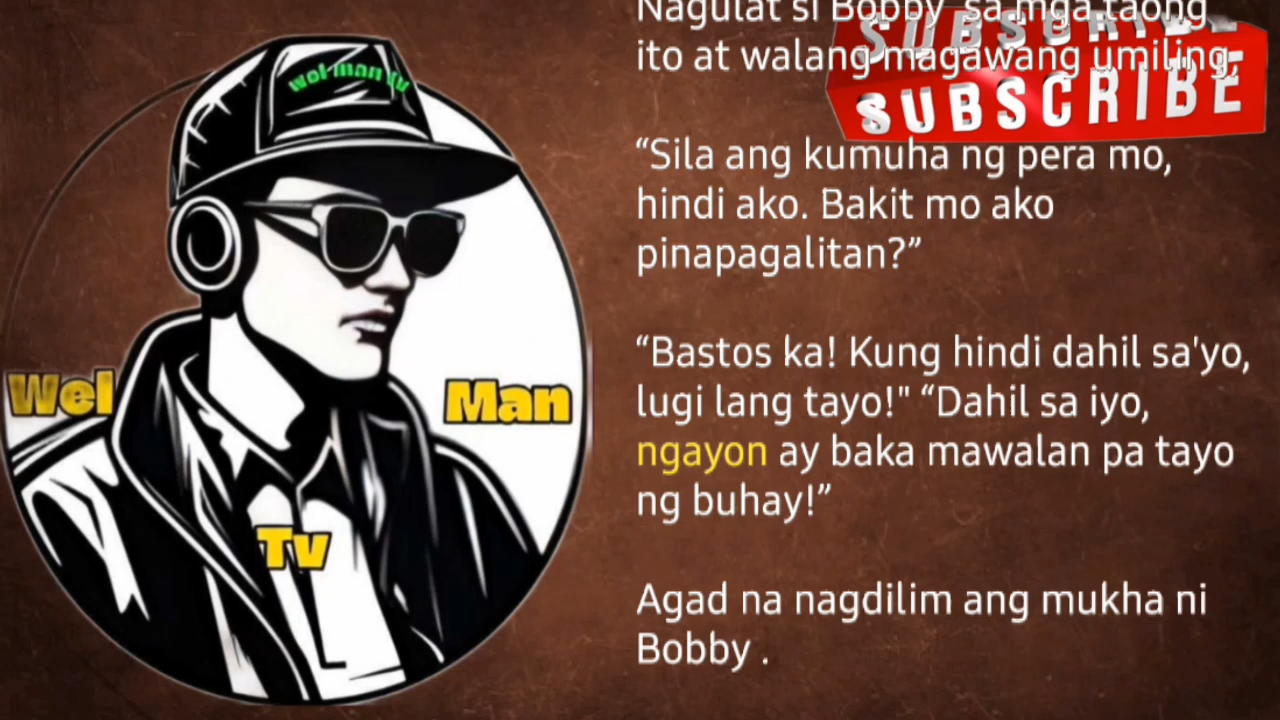 wel man tv
Wel
Man
Tv
SUBSCRIBE
SUBSCRIBE
Nagulat si Bobby sa mga taong
ito at walang magawang umiling,
“Sila ang kumuha ng pera mo,
hindi ako. Bakit mo ako
pinapagalitan?”
“Bastos ka! Kung hindi dahil sa'yo,
lugi lang tayo!" “Dahil sa iyo,
ngayon ay baka mawalan pa tayo
ng buhay!”
Agad na nagdilim ang mukha ni
Bobby .